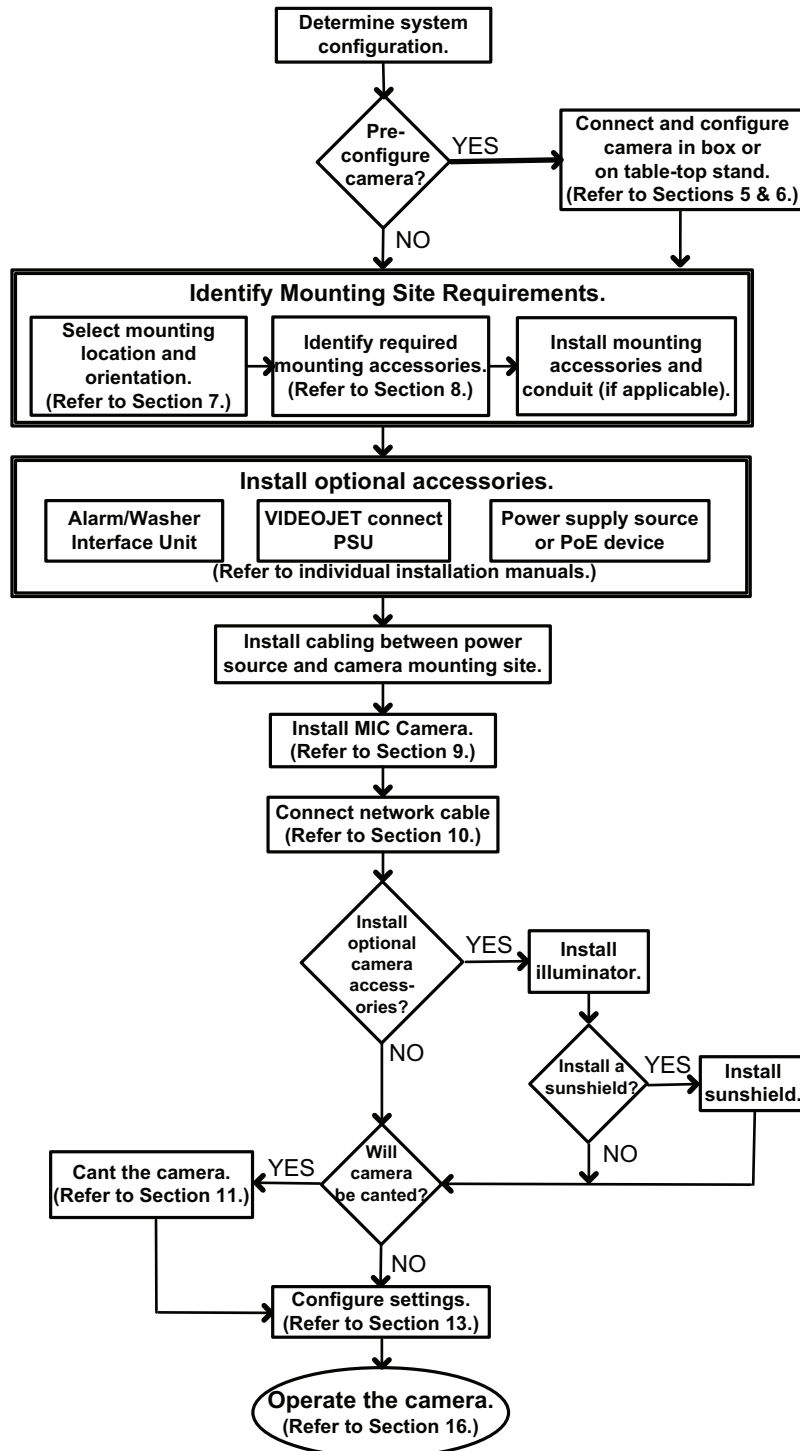 Determine system
configuration.
Pre-
configure
camera?
YES
Connect and configure
camera in box or
on table-top stand.
(Refer to Sections 5 & 6.)
NO
Identify Mounting Site Requirements.
Select mounting
location and
orientation.
(Refer to Section 7.)
Identify required
mounting accessories.
(Refer to Section 8.)
Install mounting
accessories and
conduit (if applicable).
Install optional accessories.
Alarm/Washer
Interface Unit
VIDEOJET connect
PSU
Power supply source
or PoE device
(Refer to individual installation manuals.)
Install cabling between power
source and camera mounting site.
Install MIC Camera.
(Refer to Section 9.)
Connect network cable
(Refer to Section 10.)
Install
optional
camera
access-
ories?
YES
Install
illuminator.
NO
Install a
sunshield?
YES
Install
sunshield.
NO
Will
camera
be canted?
YES
Cant the camera.
(Refer to Section 11.)
NO
Configure settings.
(Refer to Section 13.)
Operate the camera.
(Refer to Section 16.)